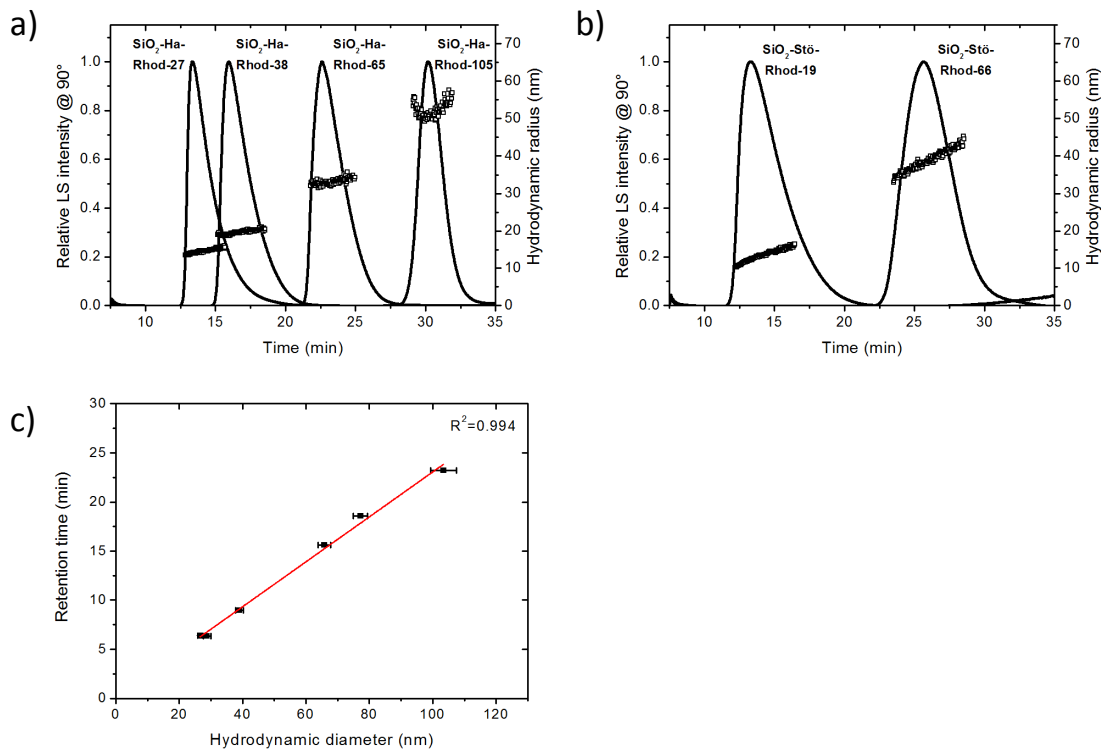 a)
SiO2-Ha-
Rhod-27
SiO2-Ha-
Rhod-38
SiO2-Ha-
Rhod-65
SiO2-Ha-
Rhod-105
1.0
0.8
0.6
0.4
0.2
0.0
Relative LS intensity @ 90°
70
60
50
40
30
20
10
0
Hydrodynamic radius (nm)
10 15 20 25 30 35
Time (min)
b)
SiO2-Stö-
Rhod-19
SiO2-Stö-
Rhod-66
1.0
0.8
0.6
0.4
0.2
0.0
Relative LS intensity @ 90°
70
60
50
40
30
20
10
0
Hydrodynamic radius (nm)
10 15 20 25 30 35
Time (min)
c)
R2=0.994
30
25
20
15
10
5
0
Retention time (min)
0 20 40 60 80 100 120
Hydrodynamic diameter (nm)